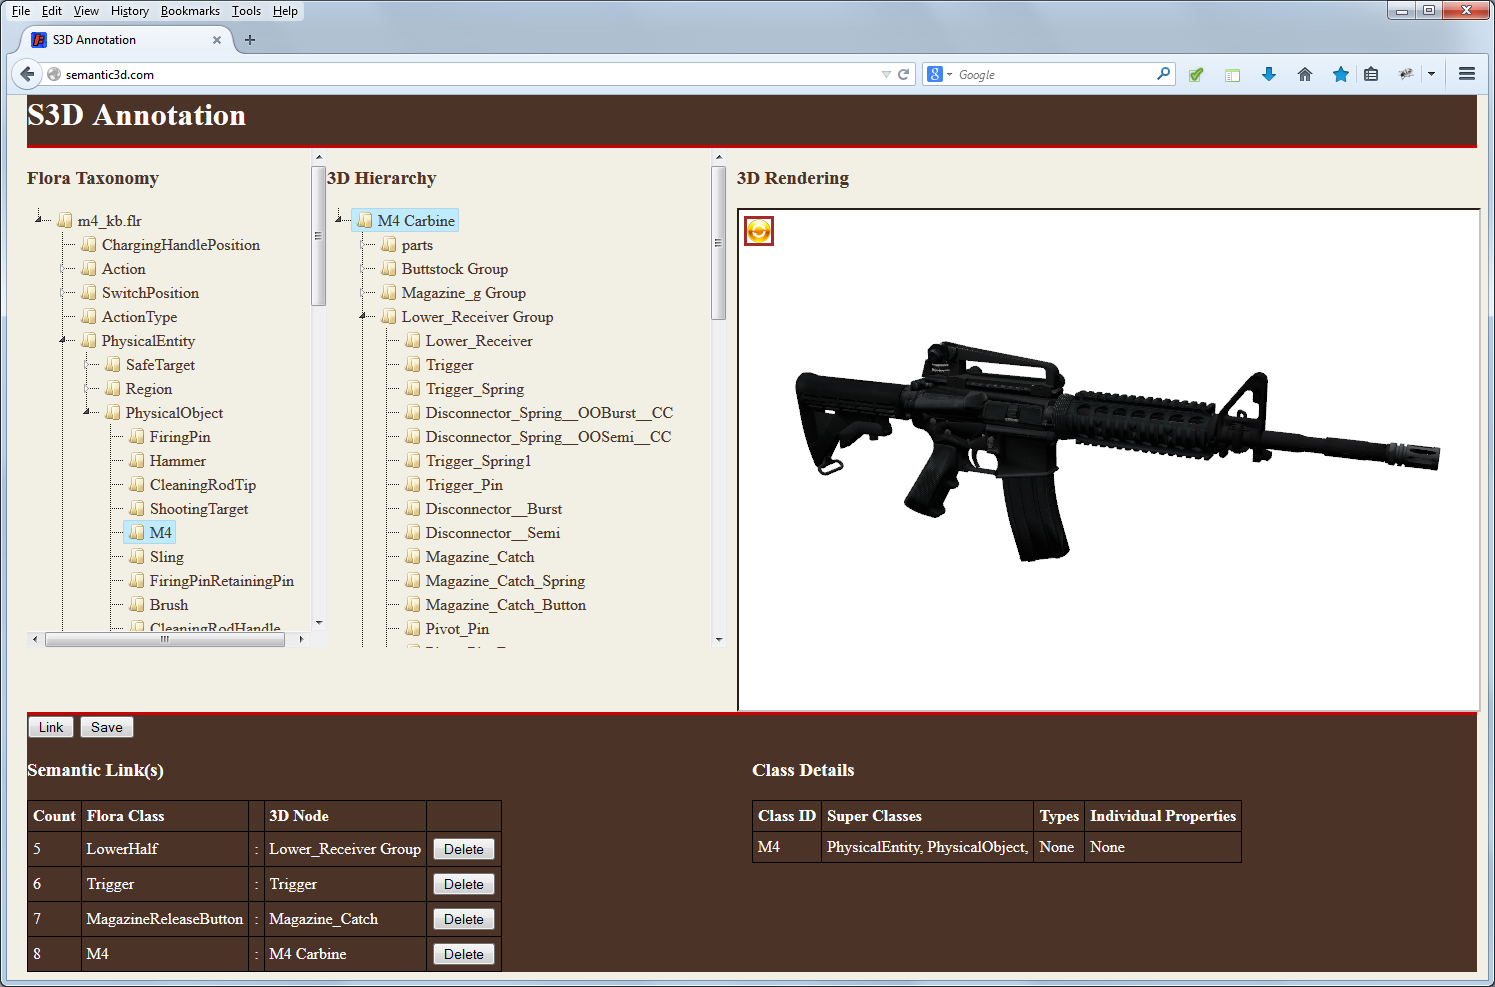 File Edit View History Bookmarks Tools Help
S3D Annotation
semantic3d.com
8 Google
S3D Annotation
Flora Taxonomy
m4_kb.flr
ChargingHandlePosition
Action
SwitchPosition
ActionType
PhysicalEntity
SafeTarget
Region
PhysicalObject
FiringPin
Hammer
CleaningRodTip
ShootingTarget
M4
Sling
FiringPinRetainingPin
Brush
CleaningRodHandle
3D Hierarchy
M4 Carbine
parts
Buttstock Group
Magazine_g Group
Lower_Receiver Group
Lower_Receiver
Trigger
Trigger_Spring
Disconnector_Spring__OOBurst__CC
Disconnector_Spring__OOSemi__CC
Trigger_Spring1
Trigger_Pin
Disconnector__Burst
Disconnector__Semi
Magazine_Catch
Magazine_Catch_Spring
Magazine_Catch_Button
Pivot_Pin
3D Rendering
Link Save
Semantic Link(s)
Count Flora Class 3D Node
5 LowerHalf : Lower_Receiver Group Delete
6 Trigger : Trigger Delete
7 MagazineReleaseButton : Magazine_Catch Delete
8 M4 : M4 Carbine Delete
Class Details
Class ID Super Classes Types Individual Properties
M4 PhysicalEntity, PhysicalObject, None None